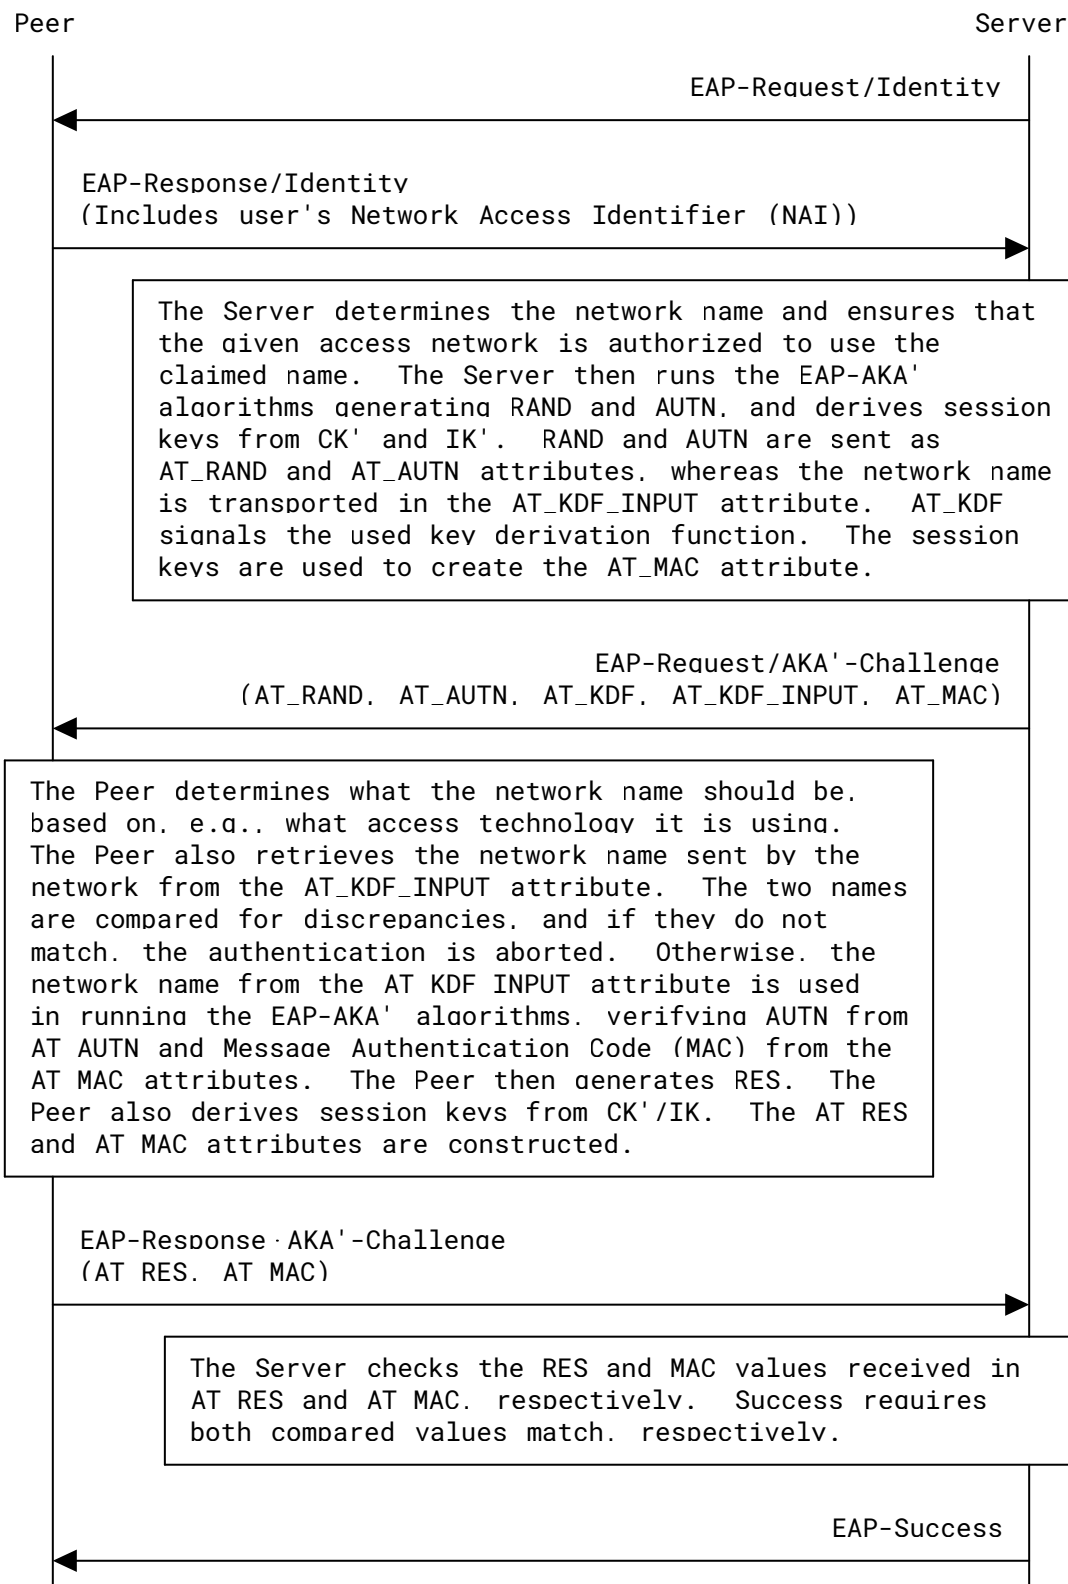 Peer Server
EAP-Request/Identity
EAP-Response/Identity
(Includes user's Network Access Identifier (NAI))
The Server determines the network name and ensures that
the given access network is authorized to use the
claimed name. The Server then runs the EAP-AKA'
algorithms generating RAND and AUTN, and derives session
keys from CK' and IK'. RAND and AUTN are sent as
AT_RAND and AT_AUTN attributes, whereas the network name
is transported in the AT_KDF_INPUT attribute. AT_KDF
signals the used key derivation function. The session
keys are used to create the AT_MAC attribute.
EAP-Request/AKA'-Challenge
(AT_RAND, AT_AUTN, AT_KDF, AT_KDF_INPUT, AT_MAC)
The Peer determines what the network name should be,
based on, e.g., what access technology it is using.
The Peer also retrieves the network name sent by the
network from the AT_KDF_INPUT attribute. The two names
are compared for discrepancies, and if they do not
match, the authentication is aborted. Otherwise, the
network name from the AT KDF INPUT attribute is used
in running the EAP-AKA' algorithms, verifying AUTN from
AT AUTN and Message Authentication Code (MAC) from the
AT MAC attributes. The Peer then generates RES. The
Peer also derives session keys from CK'/IK. The AT RES
and AT MAC attributes are constructed.
EAP-Response · AKA'-Challenge
(AT RES, AT MAC)
The Server checks the RES and MAC values received in
AT RES and AT MAC, respectively. Success requires
both compared values match, respectively.
EAP-Success